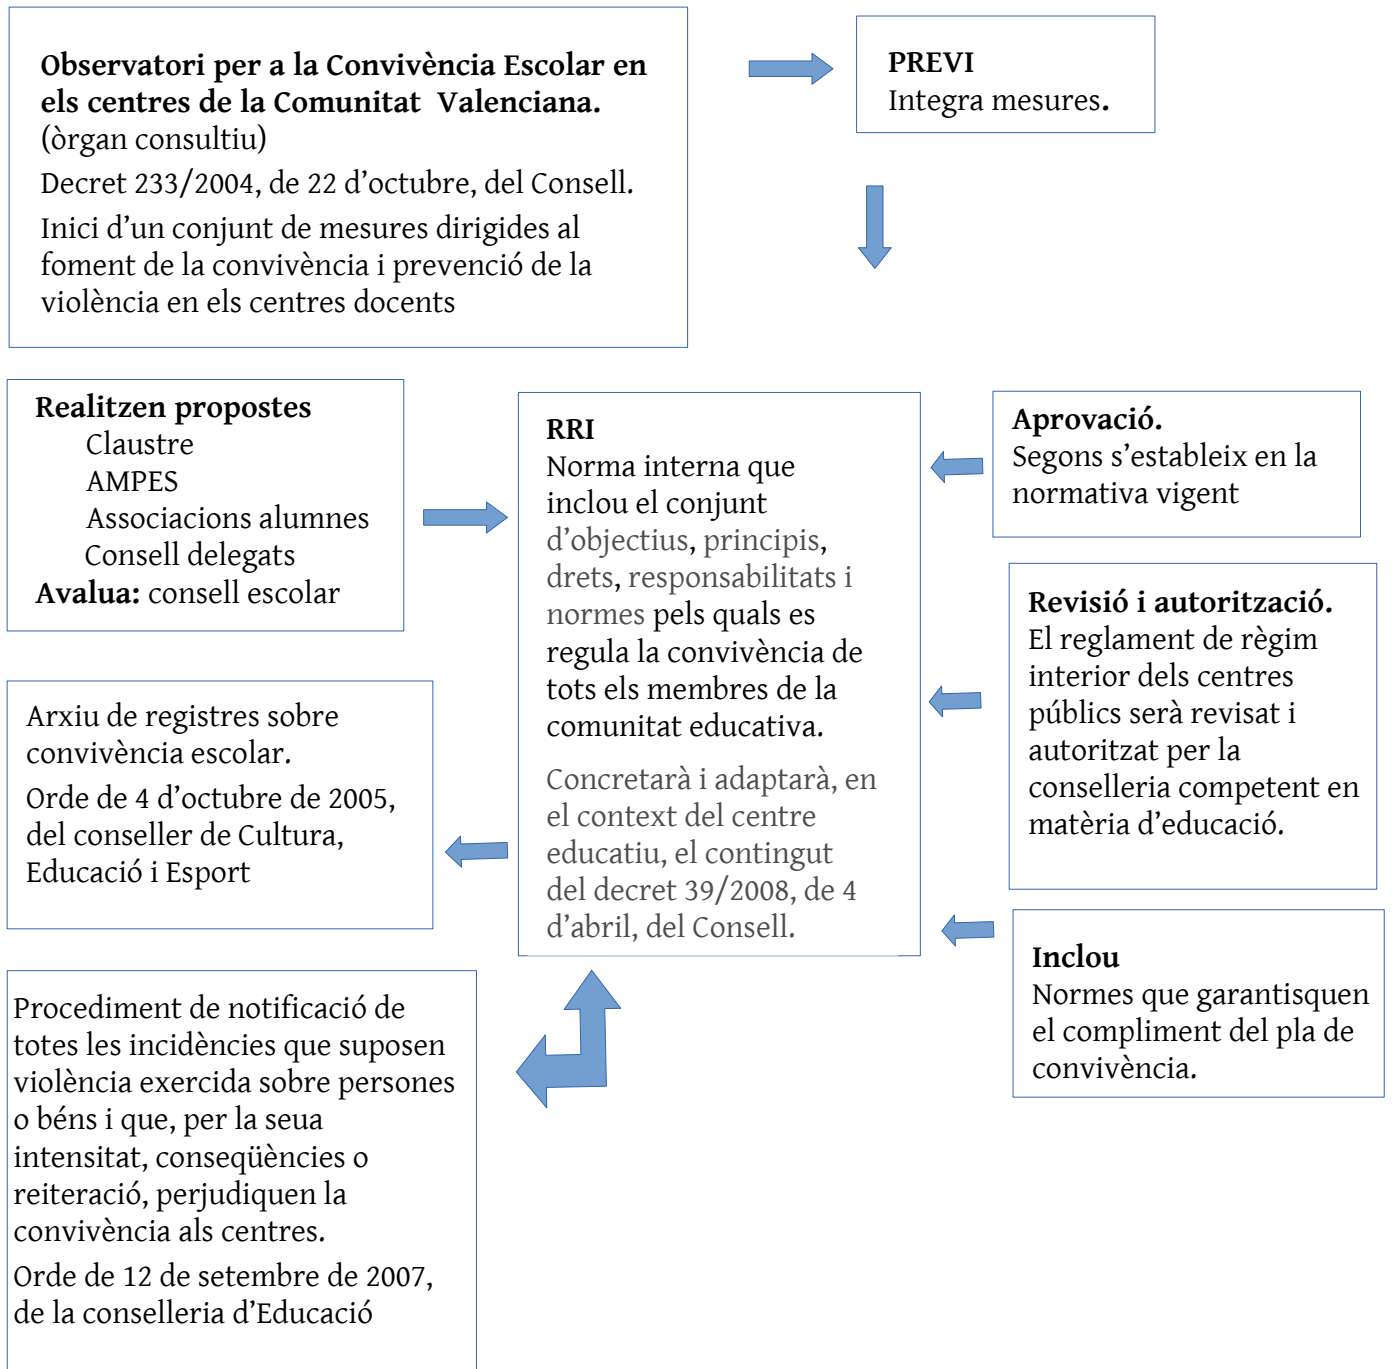 Observatori per a la Convivència Escolar en
els centres de la Comunitat Valenciana.
(òrgan consultiu)
Decret 233/2004, de 22 d’octubre, del Consell.
Inici d’un conjunt de mesures dirigides al
foment de la convivència i prevenció de la
violència en els centres docents
PREVI
Integra mesures.
Realitzen propostes
Claustre
AMPES
Associacions alumnes
Consell delegats
Avalua: consell escolar
RRI
Norma interna que
inclou el conjunt
d’objectius, principis,
drets, responsabilitats i
normes pels quals es
regula la convivència de
tots els membres de la
comunitat educativa.
Concretarà i adaptarà, en
el context del centre
educatiu, el contingut
del decret 39/2008, de 4
d’abril, del Consell.
Aprovació.
Segons s’estableix en la
normativa vigent
Revisió i autorització.
El reglament de règim
interior dels centres
públics serà revisat i
autoritzat per la
conselleria competent en
matèria d’educació.
Arxiu de registres sobre
convivència escolar.
Orde de 4 d’octubre de 2005,
del conseller de Cultura,
Educació i Esport
Inclou
Normes que garantisquen
el compliment del pla de
convivència.
Procediment de notificació de
totes les incidències que suposen
violència exercida sobre persones
o béns i que, per la seua
intensitat, conseqüències o
reiteració, perjudiquen la
convivència als centres.
Orde de 12 de setembre de 2007,
de la conselleria d’Educació